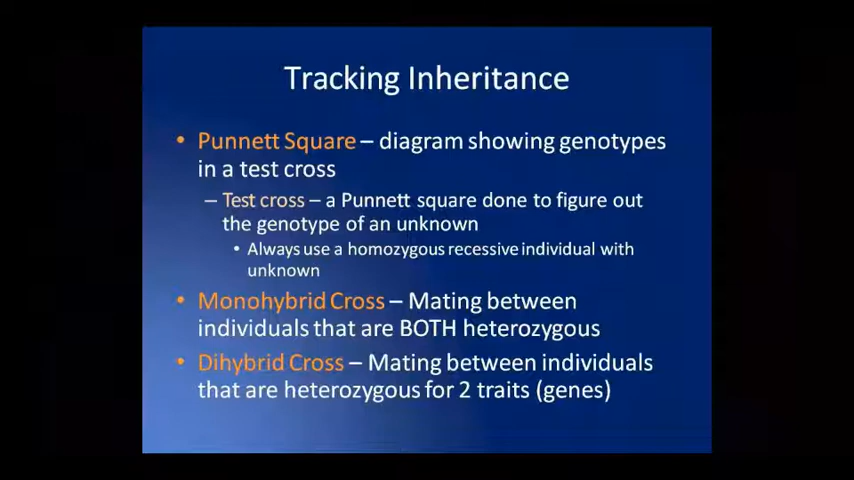 Tracking Inheritance
• Punnett Square – diagram showing genotypes
in a test cross
– Test cross – a Punnett square done to figure out
the genotype of an unknown
• Always use a homozygous recessive individual with
unknown
• Monohybrid Cross – Mating between
individuals that are BOTH heterozygous
• Dihybrid Cross – Mating between individuals
that are heterozygous for 2 traits (genes)